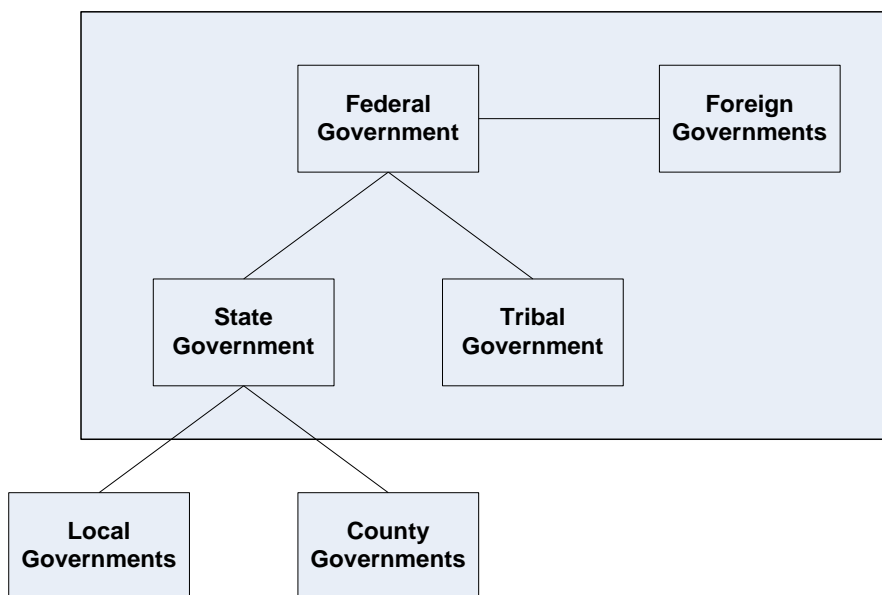 Federal
Government
Foreign
Governments
State
Government
Tribal
Government
Local
Governments
County
Governments